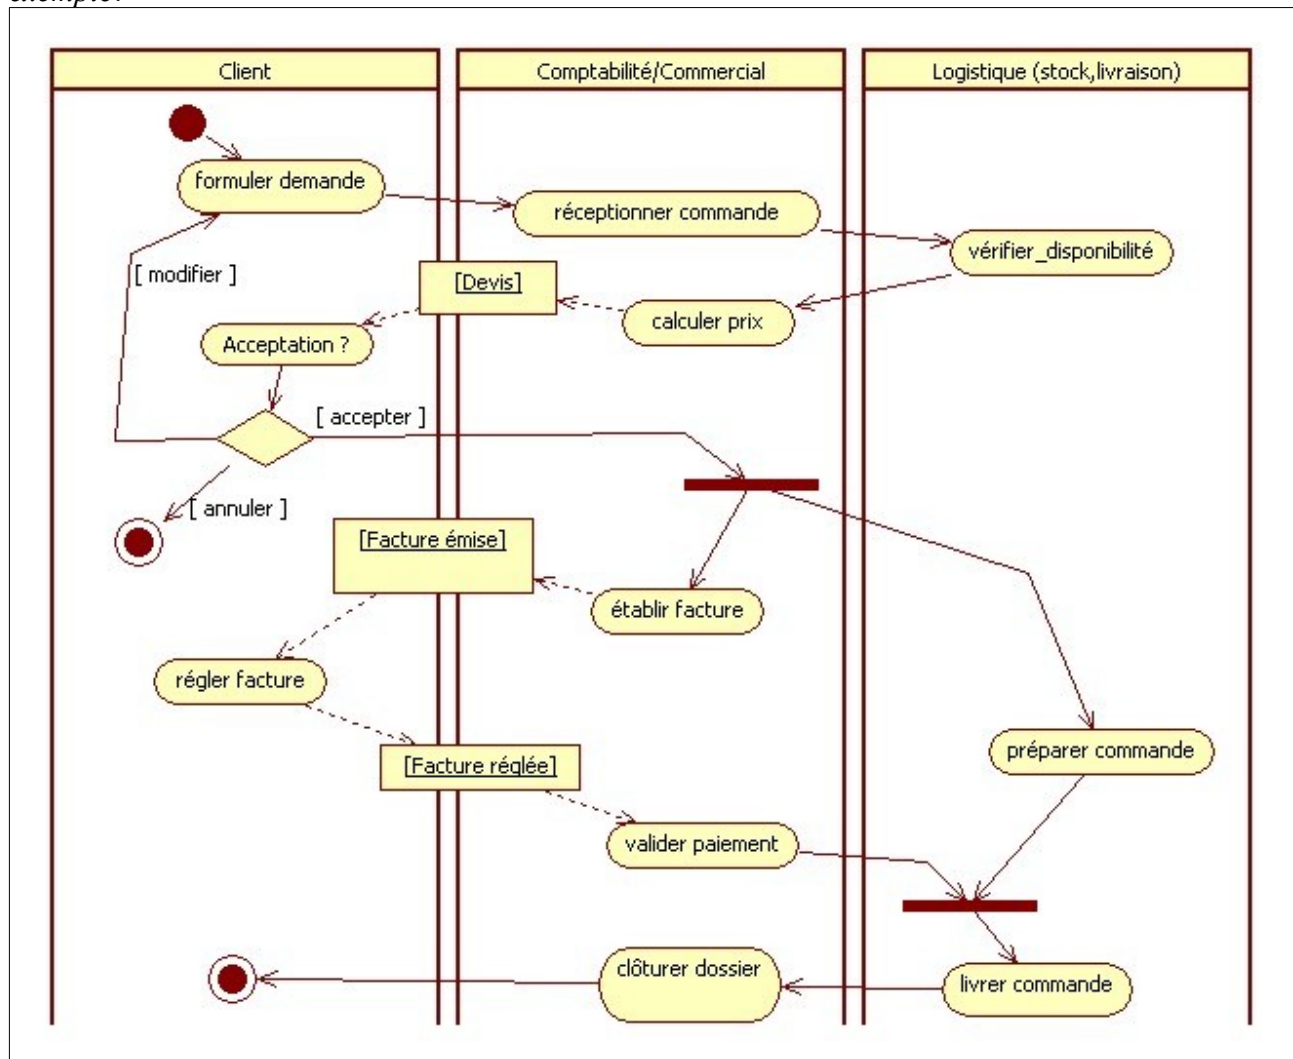 Client
Comptabilité/Commercial
Logistique (stock,livraison)
formuler demande
réceptionner commande
vérifier_disponibilité
[ modifier ]
[Devis]
calculer prix
Acceptation ?
[ accepter ]
[ annuler ]
[Facture émise]
établir facture
régler facture
préparer commande
[Facture réglée]
valider paiement
clôturer dossier
livrer commande